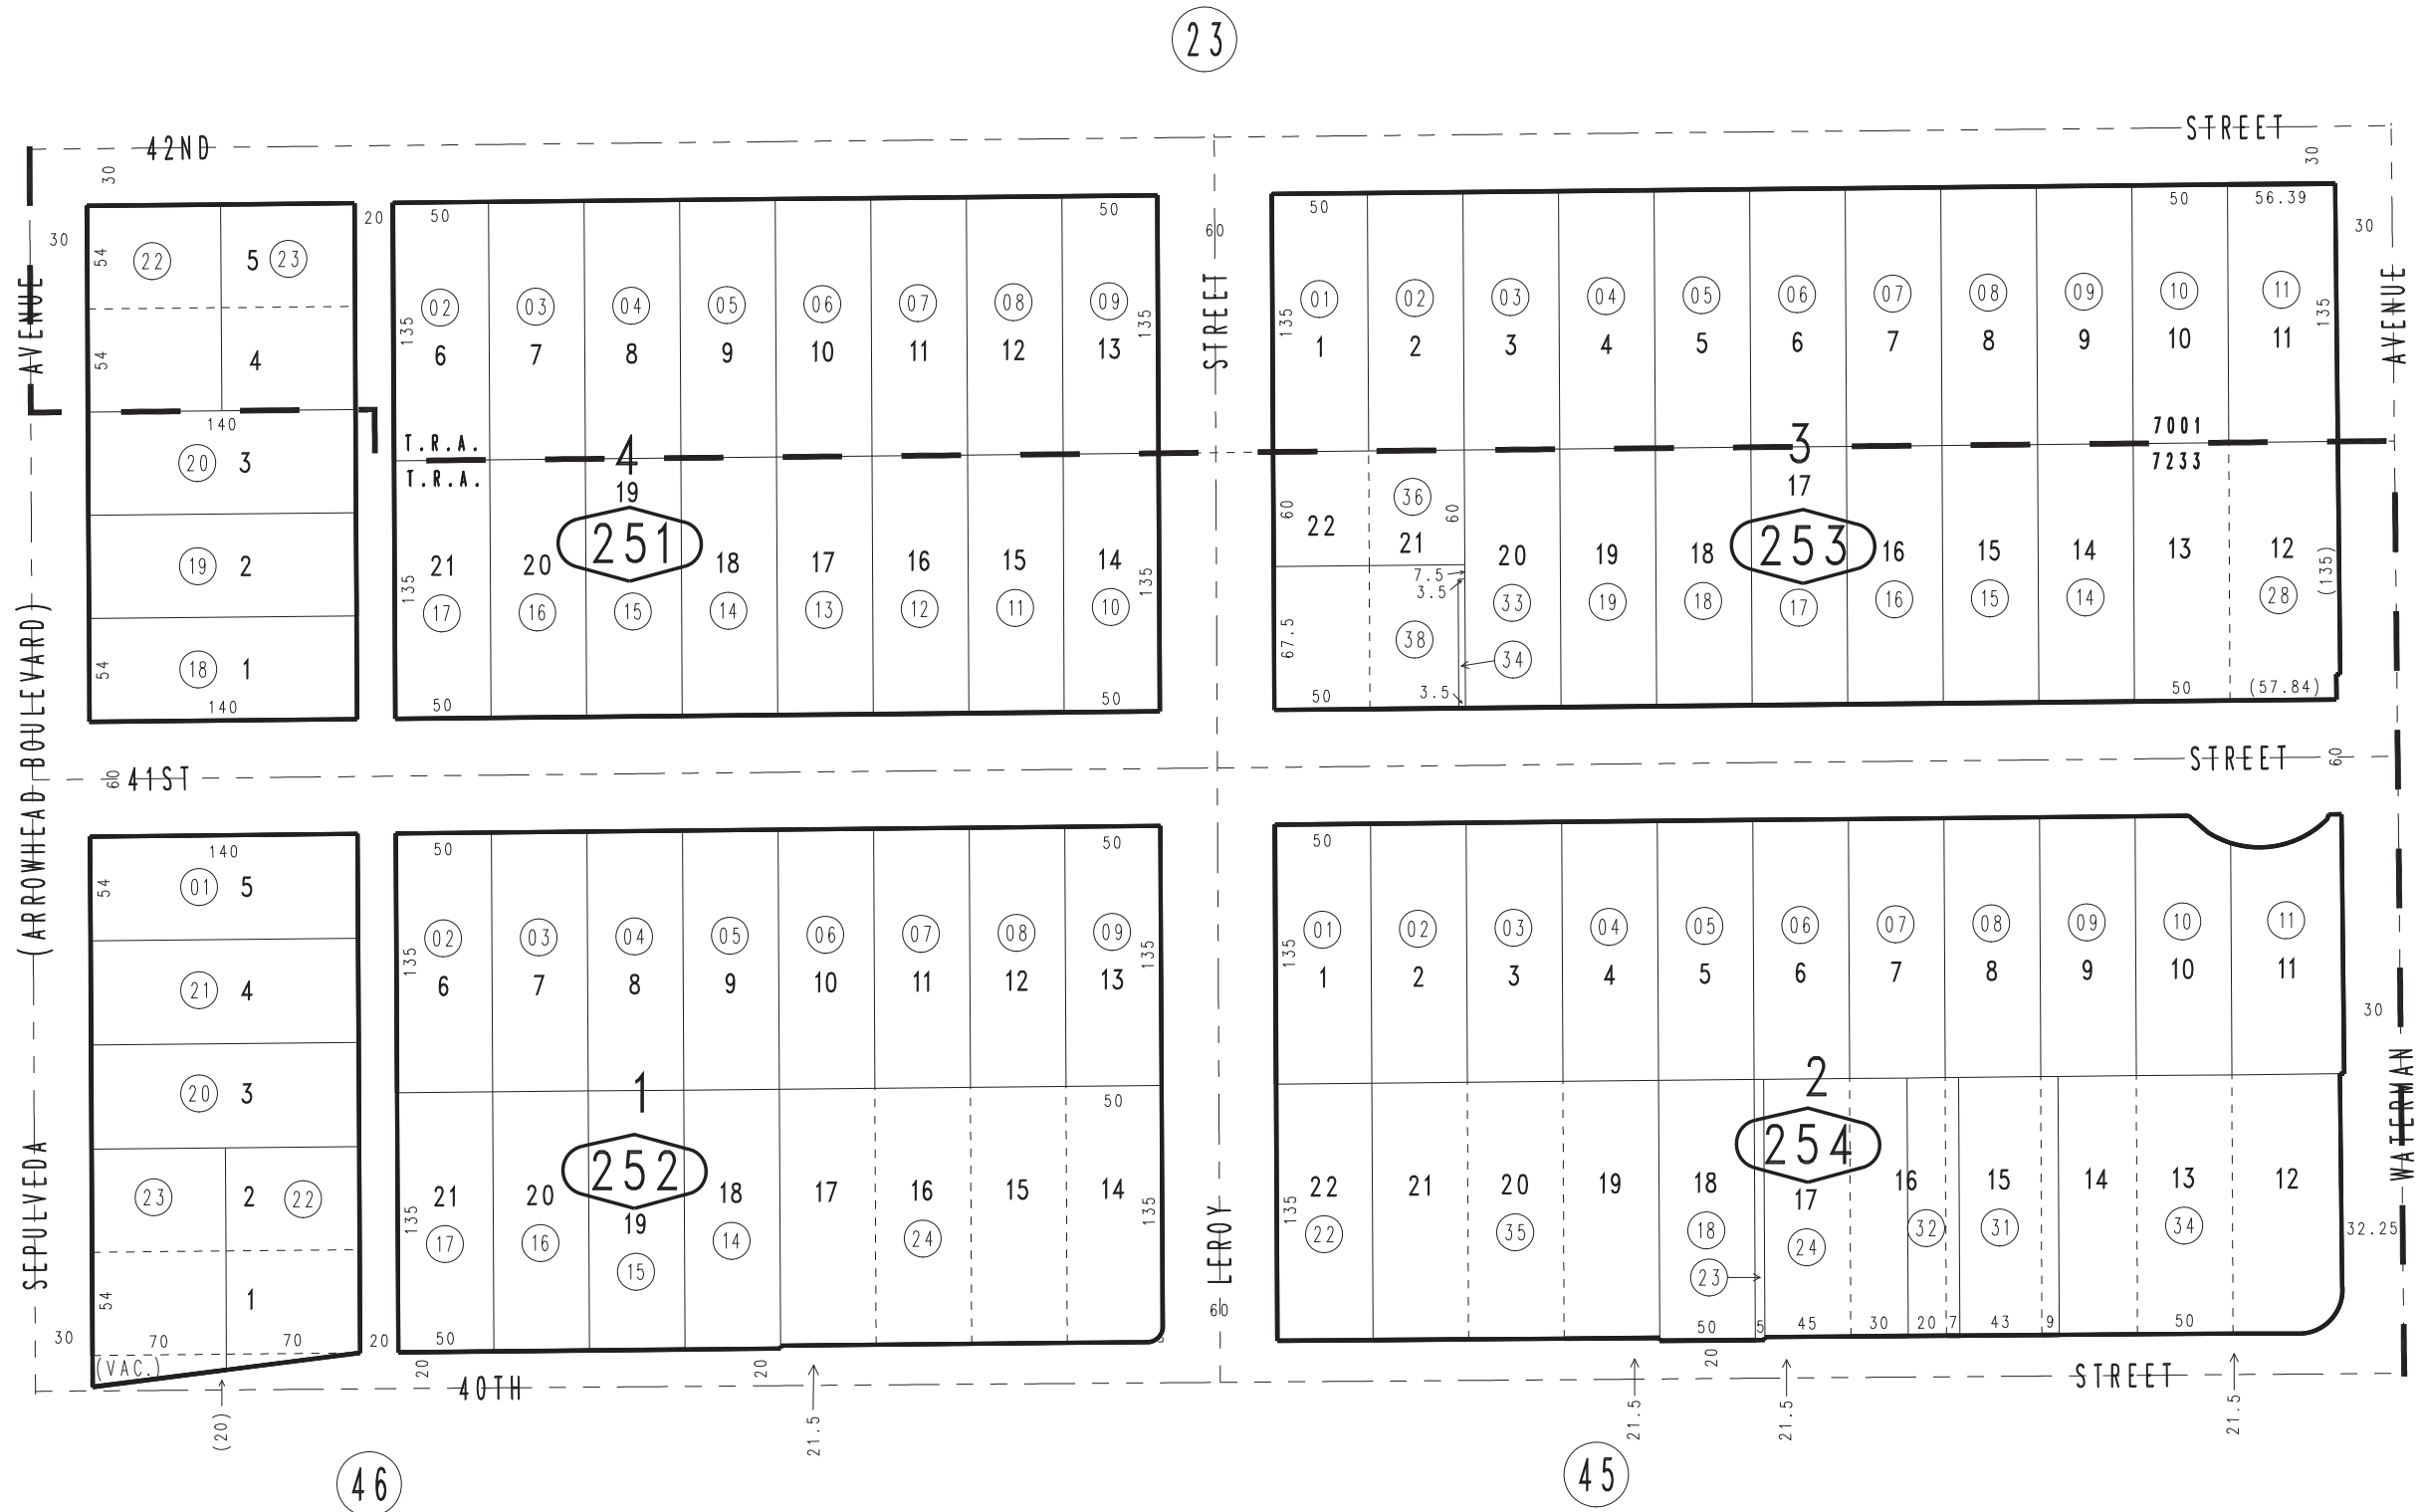 23
42ND STREET
30 30
30 20 50 50 60 50 50 56.39 30
54 22 5 23
02 03 04 05 06 07 08 09
135 6 7 8 9 10 11 12 13 135
54 4
01 02 03 04 05 06 07 08 09 10 11
135 1 2 3 4 5 6 7 8 9 10 11 135
AVENUE
STREET
AVENUE
140
T.R.A. 4 3 7001
T.R.A. 7233
20 3
19 17
251 253
19 2
135 21 20 18 17 16 15 14 135
17 16 15 14 13 12 11 10
60 22 36 21 60
20 19 18 16 15 14 13 12 (135)
7.5
3.5
33 19 18 17 16 15 14 28
67.5 38 34
54 18 1
140 50 50 50 3.5 50 (57.84)
(ARROWHEAD BOULEVARD)
60 41ST STREET 60
140 50 50 50
54 01 5
02 03 04 05 06 07 08 09
135 6 7 8 9 10 11 12 13 135
01 02 03 04 05 06 07 08 09 10 11
135 1 2 3 4 5 6 7 8 9 10 11
21 4
30
20 3
1 50 2
252 254
23 2 22
21 20 18 17 16 15 14
135 19 135
17 16 15 14 24
22 21 20 19 18 17 16 15 14 13 12
135 22 35 18 24 32 31 34 32.25
23
SEPULVEDA
LEROY
WATERMAN
54 1
30 70 70 20 50 60 50 5 45 30 20 7 43 9 50
(VAC.) 20 20 20
40TH STREET
(20) 21.5 21.5 21.5 21.5
46 45